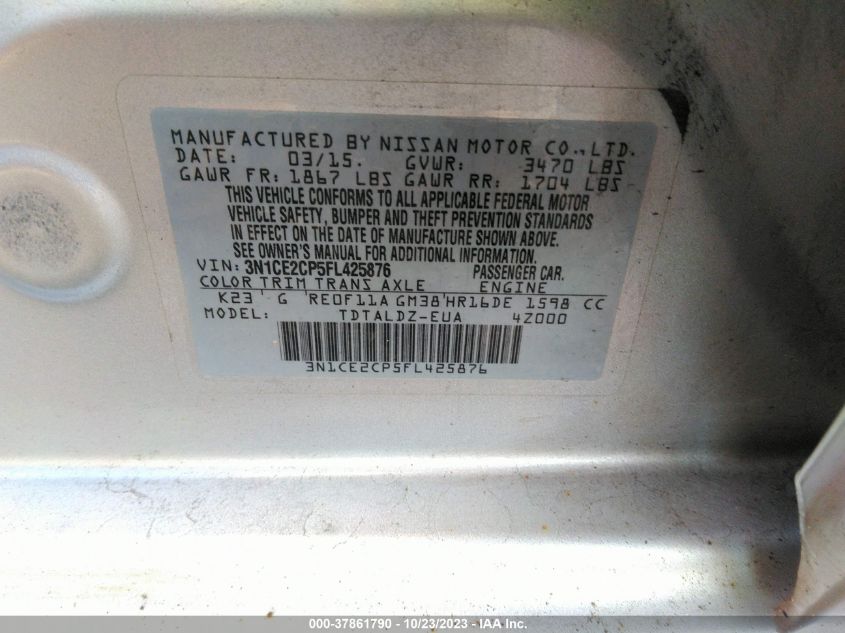 MANUFACTURED BY NISSAN MOTOR CO., LTD.
DATE: 03/15. GVWR: 3470 LBS
GAWR FR: 1867 LBS GAWR RR: 1704 LBS
THIS VEHICLE CONFORMS TO ALL APPLICABLE FEDERAL MOTOR
VEHICLE SAFETY, BUMPER AND THEFT PREVENTION STANDARDS
IN EFFECT ON THE DATE OF MANUFACTURE SHOWN ABOVE.
SEE OWNER'S MANUAL FOR ADDITIONAL INFORMATION.
VIN: 3N1CE2CP5FL425876 PASSENGER CAR.
COLOR TRIM TRANS AXLE ENGINE
K23 G RE0F11A GM38 HR16DE 1598 CC
MODEL: TDTALDZ-EUA 4Z000
3N1CE2CP5FL425876
000-37861790 - 10/23/2023 - IAA Inc.